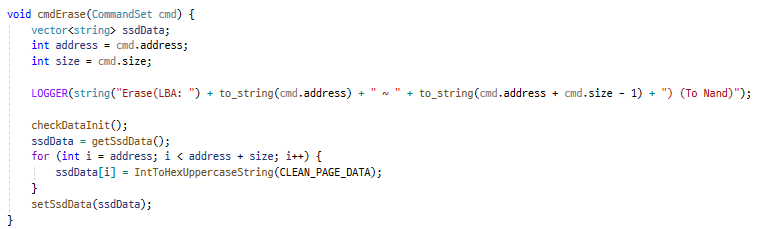 void cmdErase(CommandSet cmd) {
    vector<string> ssdData;
    int address = cmd.address;
    int size = cmd.size;

    LOGGER(string("Erase(LBA: ") + to_string(cmd.address) + " ~ " + to_string(cmd.address + cmd.size - 1) + ") (To Nand)");

    checkDataInit();
    ssdData = getSsdData();
    for (int i = address; i < address + size; i++) {
        ssdData[i] = IntToHexUppercaseString(CLEAN_PAGE_DATA);
    }
    setSsdData(ssdData);
}